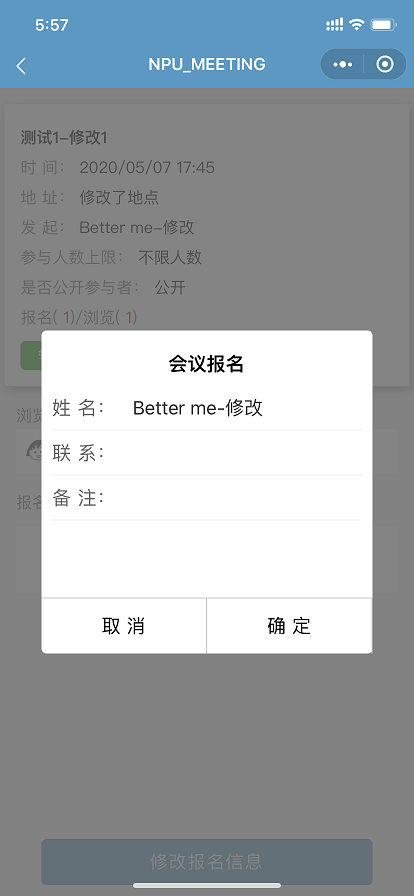 5:57
NPU_MEETING
测试1-修改1
时 间： 2020/05/07 17:45
地 址： 修改了地点
发 起： Better me-修改
参与人数上限： 不限人数
是否公开参与者： 公开
报名( 1)/浏览( 1)
会议报名
浏览
姓 名： Better me-修改
联 系：
报名
备 注：
取 消
确 定
修改报名信息